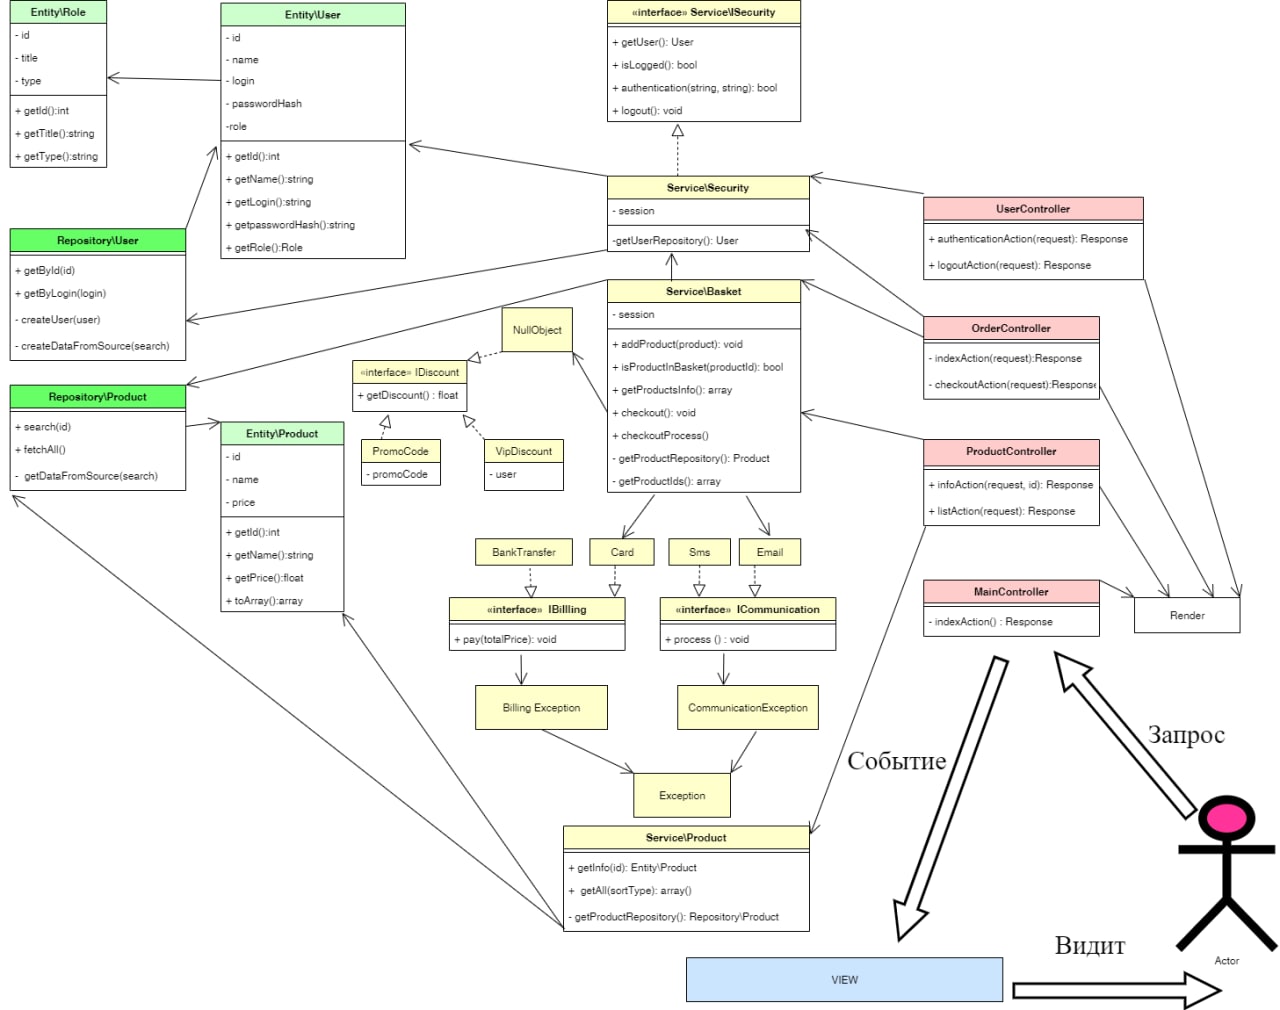 Entity\Role
- id
- title
- type
+ getId():int
+ getTitle():string
+ getType():string
Entity\User
- id
- name
- login
- passwordHash
-role
+ getId():int
+ getName():string
+ getLogin():string
+ getpasswordHash():string
+ getRole():Role
«interface» Service\ISecurity
+ getUser(): User
+ isLogged(): bool
+ authentication(string, string): bool
+ logout(): void
Service\Security
- session
-getUserRepository(): User
UserController
+ authenticationAction(request): Response
+ logoutAction(request): Response
Repository\User
+ getById(id)
+ getByLogin(login)
- createUser(user)
- createDataFromSource(search)
Service\Basket
- session
+ addProduct(product): void
+ isProductInBasket(productId): bool
+ getProductsInfo(): array
+ checkout(): void
+ checkoutProcess()
- getProductRepository(): Product
- getProductIds(): array
NullObject
«interface» IDiscount
+ getDiscount() : float
PromoCode
- promoCode
VipDiscount
- user
OrderController
- indexAction(request):Response
- checkoutAction(request):Response
Repository\Product
+ search(id)
+ fetchAll()
- getDataFromSource(search)
Entity\Product
- id
- name
- price
+ getId():int
+ getName():string
+ getPrice():float
+ toArray():array
ProductController
+ infoAction(request, id): Response
+ listAction(request): Response
BankTransfer
Card
Sms
Email
«interface» IBillling
+ pay(totalPrice): void
«interface» ICommunication
+ process () : void
MainController
- indexAction() : Response
Render
Billing Exception
CommunicationException
Exception
Service\Product
+ getInfo(id): Entity\Product
+ getAll(sortType): array()
- getProductRepository(): Repository\Product
Событие
Запрос
Видит
Actor
VIEW